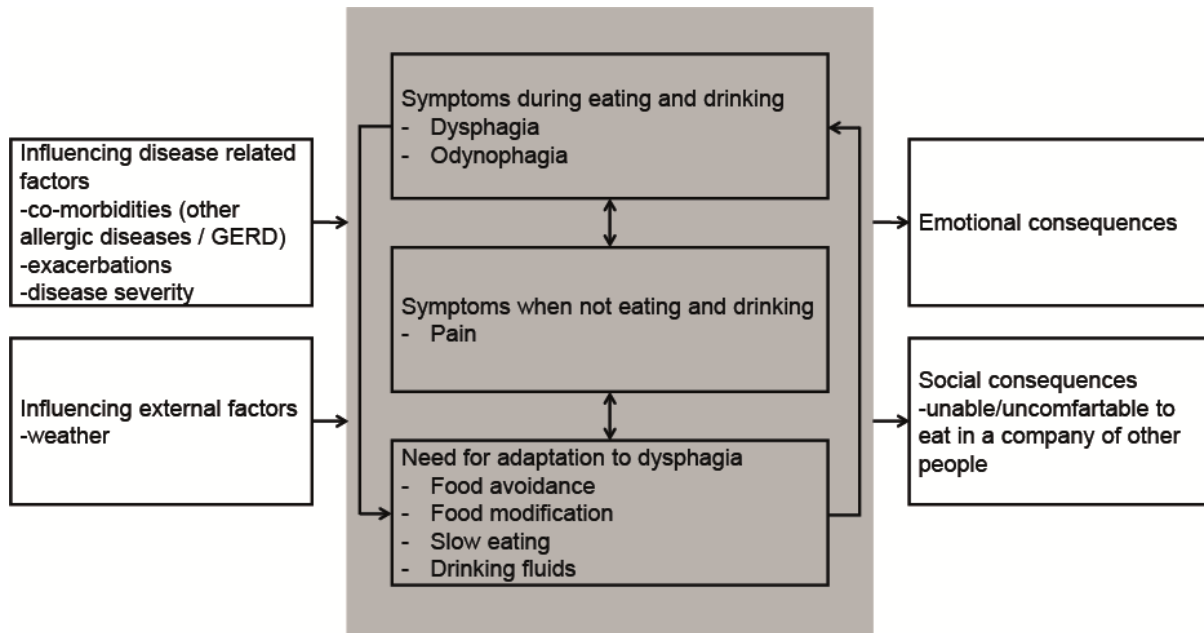 Influencing disease related
factors
-co-morbidities (other
allergic diseases / GERD)
-exacerbations
-disease severity
Influencing external factors
-weather
Symptoms during eating and drinking
- Dysphagia
- Odynophagia
Symptoms when not eating and drinking
- Pain
Need for adaptation to dysphagia
- Food avoidance
- Food modification
- Slow eating
- Drinking fluids
Emotional consequences
Social consequences
-unable/uncomfartable to
eat in a company of other
people